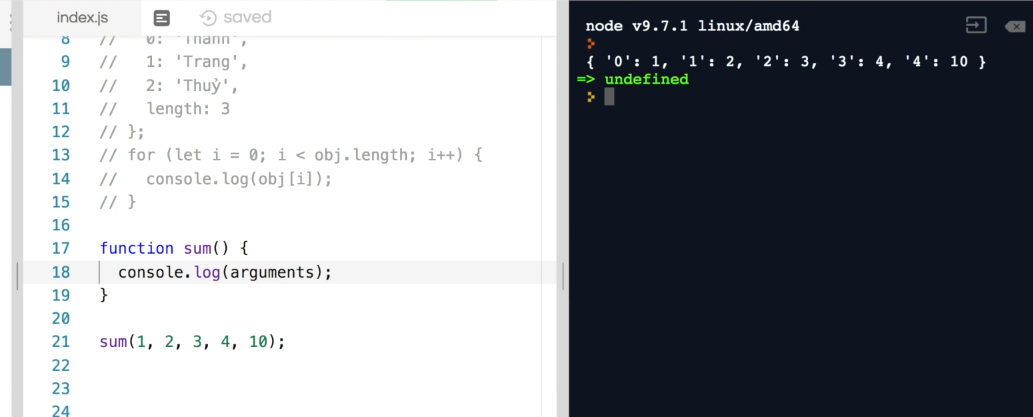 index.js
saved
8 // 0: 'Thanh',
9 // 1: 'Trang',
10 // 2: 'Thuỷ',
11 // length: 3
12 // };
13 // for (let i = 0; i < obj.length; i++) {
14 // console.log(obj[i]);
15 // }
16
17 function sum() {
18 console.log(arguments);
19 }
20
21 sum(1, 2, 3, 4, 10);
22
23
24
node v9.7.1 linux/amd64
>
{ '0': 1, '1': 2, '2': 3, '3': 4, '4': 10 }
=> undefined
>